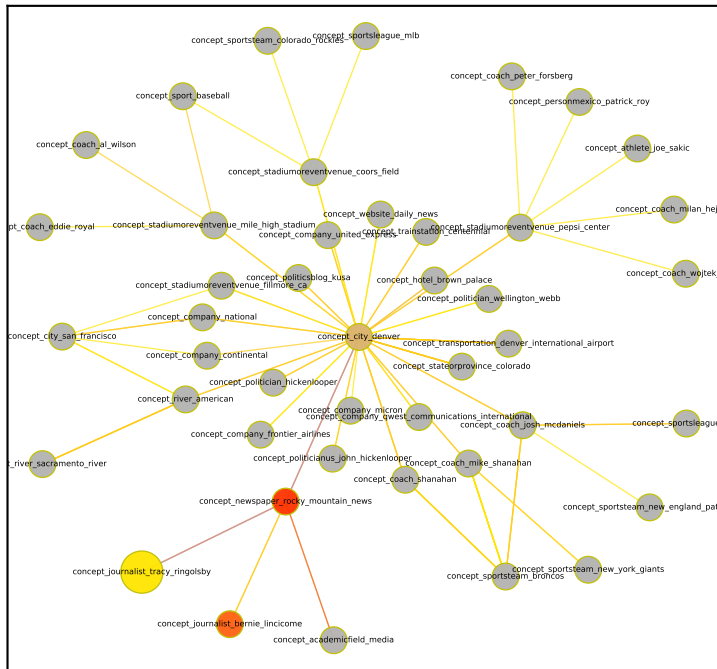 concept_sportsteam_colorado_rockies
concept_sportsleague_mlb
concept_coach_peter_forsberg
concept_sport_baseball
concept_personmexico_patrick_roy
concept_coach_al_wilson
concept_athlete_joe_sakic
concept_stadiumoreventvenue_coors_field
concept_coach_milan_hej
concept_website_daily_news
pt_coach_eddie_royal
concept_stadiumoreventvenue_mile_high_stadium
concept_company_united_express
concept_trainstation_centennial
concept_stadiumoreventvenue_pepsi_center
concept_politicsblog_kusa
concept_coach_wojtek_
concept_stadiumoreventvenue_fillmore_ca
concept_hotel_brown_palace
concept_politician_wellington_webb
concept_company_national
concept_city_san_francisco
concept_city_denver
concept_transportation_denver_international_airport
concept_company_continental
concept_stateorprovince_colorado
concept_politician_hickenlooper
concept_river_american
concept_company_micron
concept_company_qwest_communications_international
concept_coach_josh_mcdaniels
concept_sportsleague
concept_company_frontier_airlines
concept_politicianus_john_hickenlooper
t_river_sacramento_river
concept_coach_mike_shanahan
concept_coach_shanahan
concept_newspaper_rocky_mountain_news
concept_sportsteam_new_england_pat
concept_journalist_tracy_ringolsby
concept_sportsteam_new_york_giants
concept_sportsteam_broncos
concept_journalist_bernie_lincicome
concept_academicfield_media